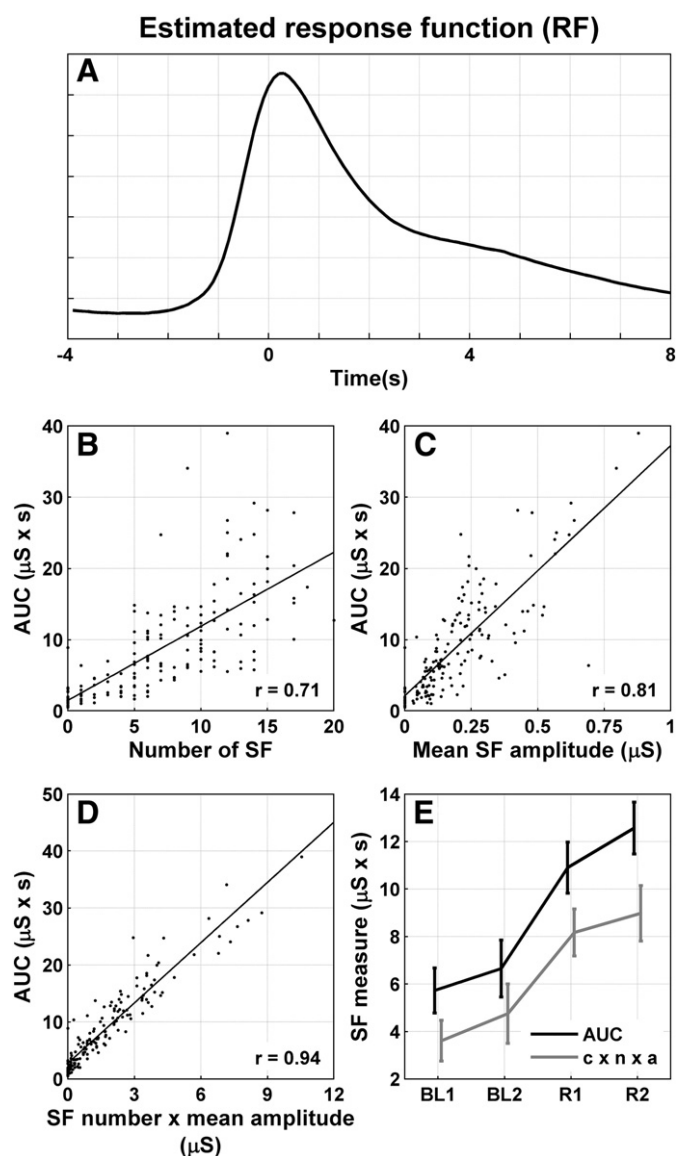 Estimated response function (RF)
A
-4 0 4 8
Time(s)
B
40
30
20
10
0
AUC (μS x s)
r = 0.71
0 5 10 15 20
Number of SF
C
40
30
20
10
0
AUC (μS x s)
r = 0.81
0 0.25 0.5 0.75 1
Mean SF amplitude (μS)
D
50
40
30
20
10
0
AUC (μS x s)
r = 0.94
0 3 6 9 12
SF number x mean amplitude
(μS)
E
14
12
10
8
6
4
2
SF measure (μS x s)
AUC
c x n x a
BL1 BL2 R1 R2